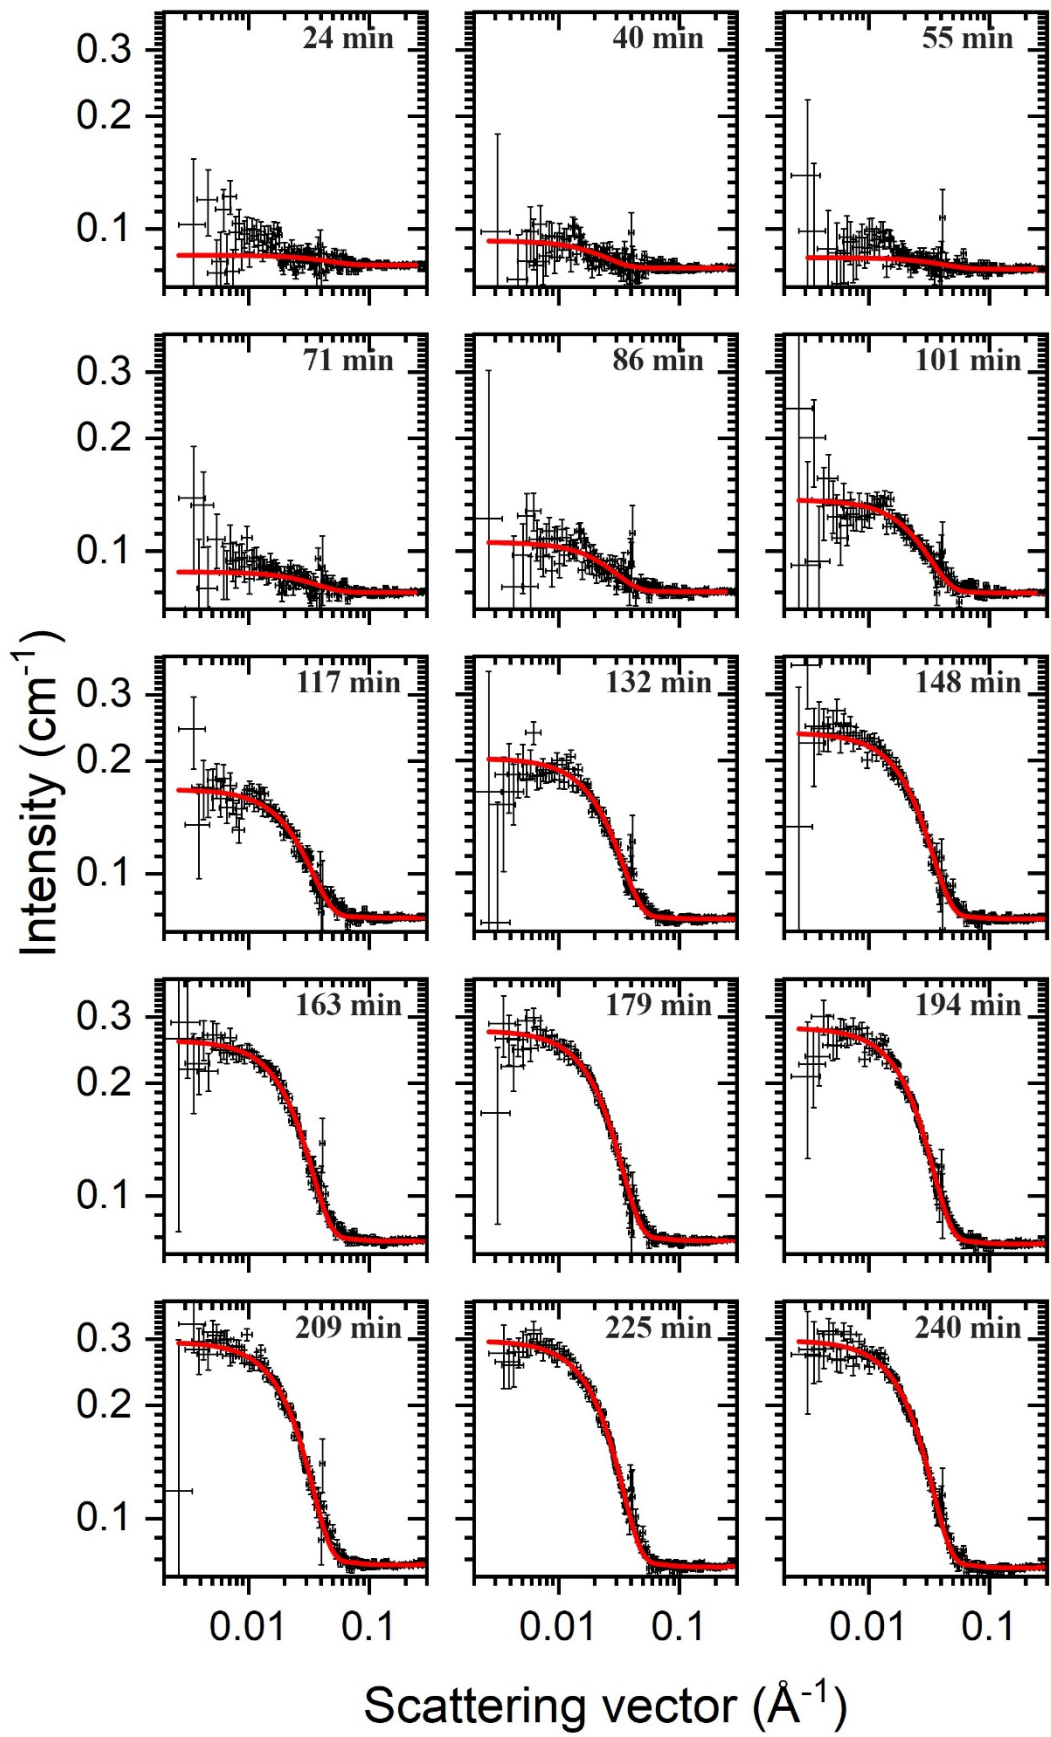 24 min
40 min
55 min
0.3
0.2
0.1
71 min
86 min
101 min
0.3
0.2
0.1
117 min
132 min
148 min
0.3
0.2
0.1
163 min
179 min
194 min
0.3
0.2
0.1
209 min
225 min
240 min
0.3
0.2
0.1
0.01 0.1 0.01 0.1 0.01 0.1
Intensity (cm⁻¹)
Scattering vector (Å⁻¹)